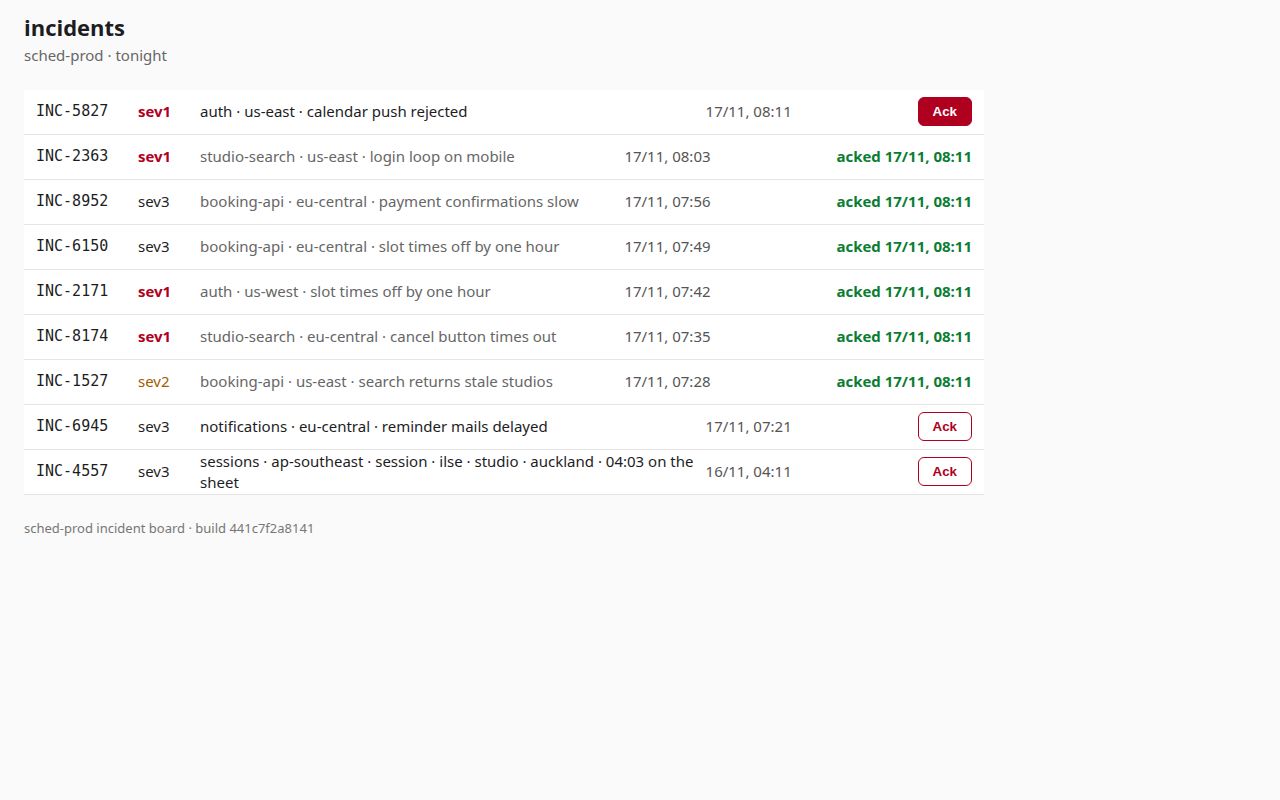 incidents
sched-prod · tonight
INC-5827 sev1 auth · us-east · calendar push rejected 17/11, 08:11 Ack
INC-2363 sev1 studio-search · us-east · login loop on mobile 17/11, 08:03 acked 17/11, 08:11
INC-8952 sev3 booking-api · eu-central · payment confirmations slow 17/11, 07:56 acked 17/11, 08:11
INC-6150 sev3 booking-api · eu-central · slot times off by one hour 17/11, 07:49 acked 17/11, 08:11
INC-2171 sev1 auth · us-west · slot times off by one hour 17/11, 07:42 acked 17/11, 08:11
INC-8174 sev1 studio-search · eu-central · cancel button times out 17/11, 07:35 acked 17/11, 08:11
INC-1527 sev2 booking-api · us-east · search returns stale studios 17/11, 07:28 acked 17/11, 08:11
INC-6945 sev3 notifications · eu-central · reminder mails delayed 17/11, 07:21 Ack
INC-4557 sev3 sessions · ap-southeast · session · ilse · studio · auckland · 04:03 on the 16/11, 04:11 Ack
sheet
sched-prod incident board · build 441c7f2a8141